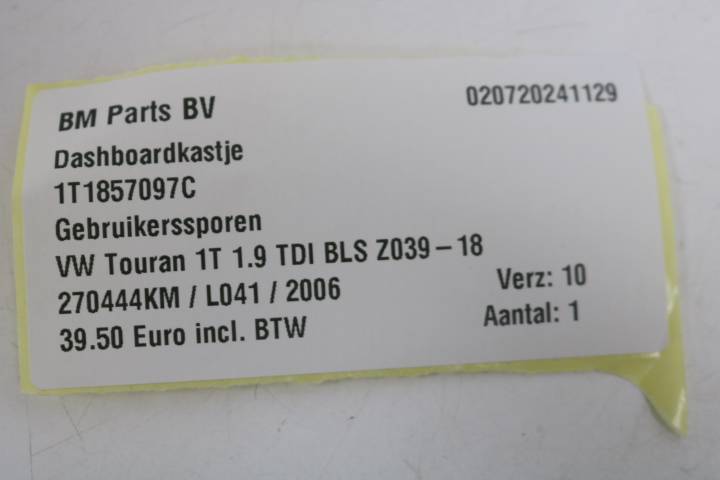 BM Parts BV 020720241129
Dashboardkastje
1T1857097C
Gebruikerssporen
VW Touran 1T 1.9 TDI BLS Z039-18
270444KM / L041 / 2006 Verz: 10
39.50 Euro incl. BTW Aantal: 1